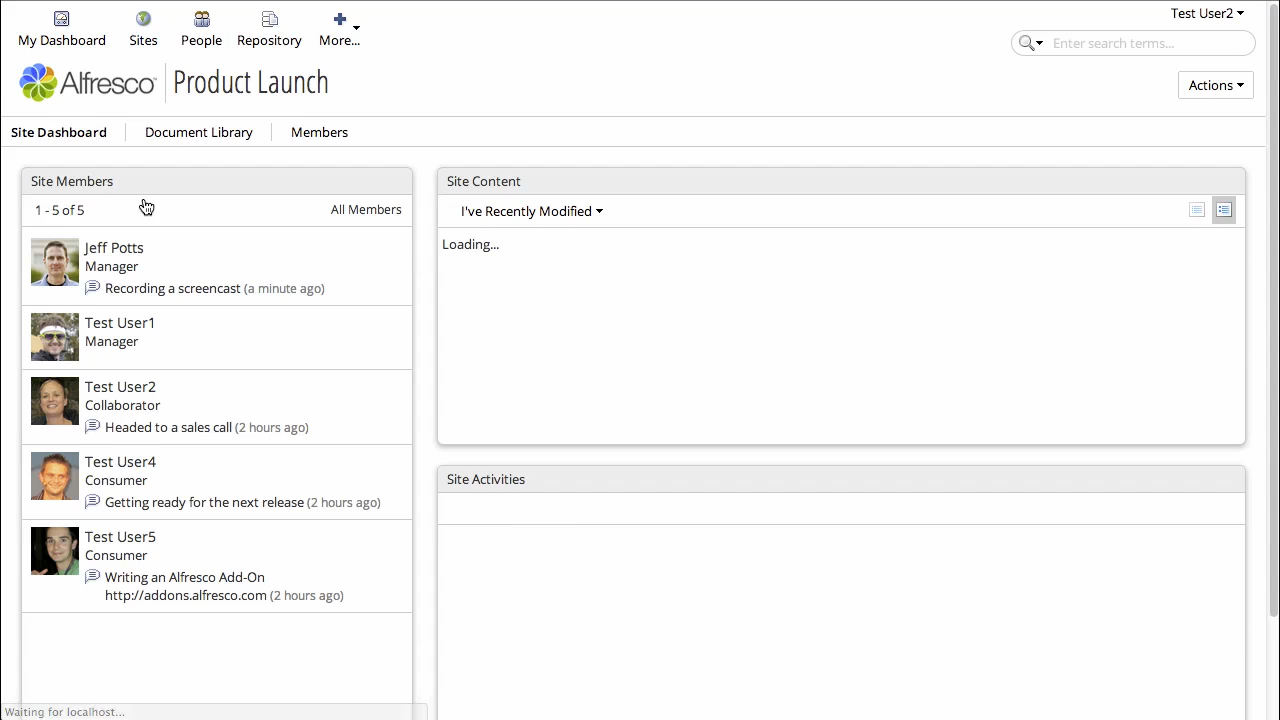 Test User2
My Dashboard
Sites
People
Repository
More...
Enter search terms...
Alfresco
Product Launch
Actions
Site Dashboard
Document Library
Members
Site Members
1 - 5 of 5
All Members
Jeff Potts
Manager
Recording a screencast (a minute ago)
Test User1
Manager
Test User2
Collaborator
Headed to a sales call (2 hours ago)
Test User4
Consumer
Getting ready for the next release (2 hours ago)
Test User5
Consumer
Writing an Alfresco Add-On
http://addons.alfresco.com (2 hours ago)
Site Content
I've Recently Modified
Loading...
Site Activities
Waiting for localhost...